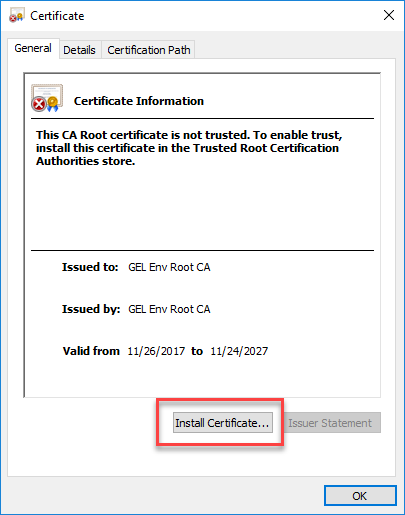 Certificate
General Details Certification Path
Certificate Information
This CA Root certificate is not trusted. To enable trust,
install this certificate in the Trusted Root Certification
Authorities store.
Issued to: GEL Env Root CA
Issued by: GEL Env Root CA
Valid from 11/26/2017 to 11/24/2027
Install Certificate... Issuer Statement
OK